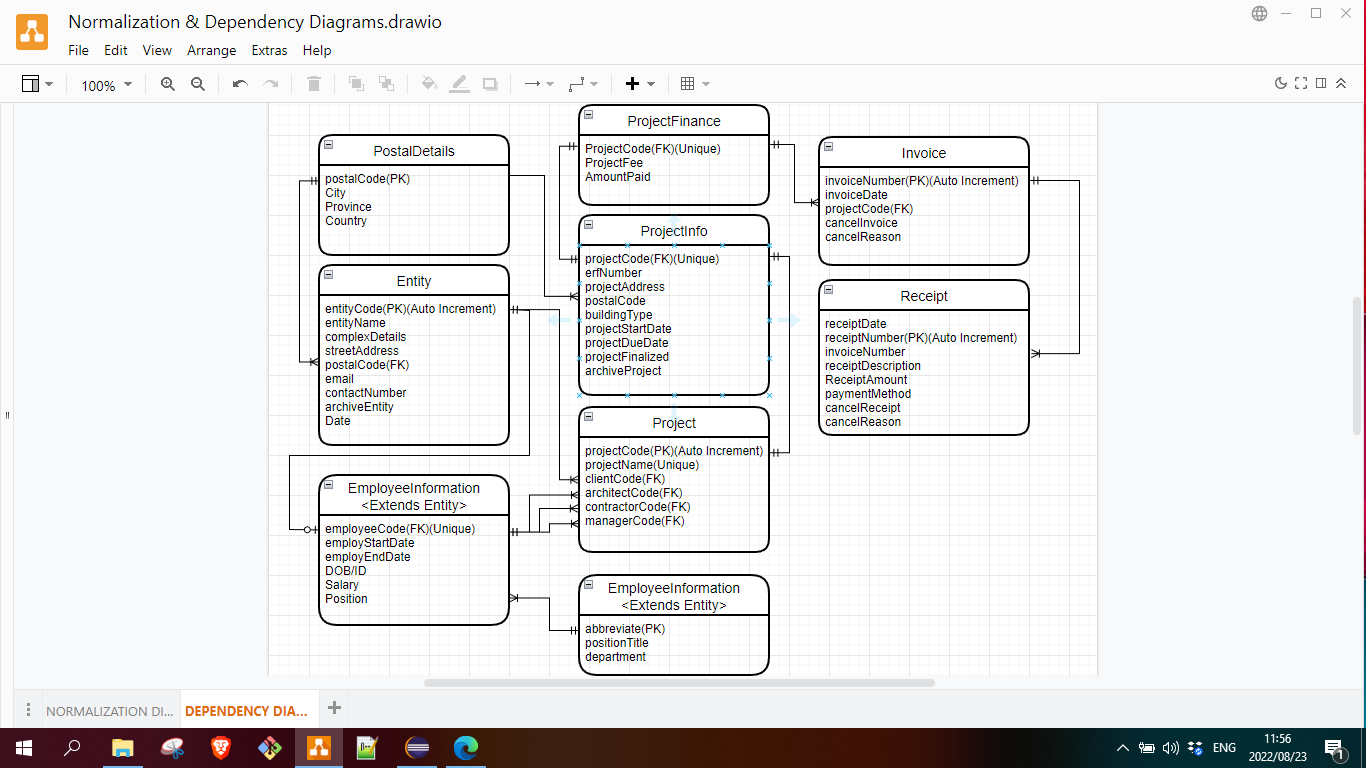 Normalization & Dependency Diagrams.drawio
File Edit View Arrange Extras Help
100%
PostalDetails
postalCode(PK)
City
Province
Country
Entity
entityCode(PK)(Auto Increment)
entityName
complexDetails
streetAddress
postalCode(FK)
email
contactNumber
archiveEntity
Date
EmployeeInformation
<Extends Entity>
employeeCode(FK)(Unique)
employStartDate
employEndDate
DOB/ID
Salary
Position
ProjectFinance
ProjectCode(FK)(Unique)
ProjectFee
AmountPaid
ProjectInfo
projectCode(FK)(Unique)
erfNumber
projectAddress
postalCode
buildingType
projectStartDate
projectDueDate
projectFinalized
archiveProject
Project
projectCode(PK)(Auto Increment)
projectName(Unique)
clientCode(FK)
architectCode(FK)
contractorCode(FK)
managerCode(FK)
EmployeeInformation
<Extends Entity>
abbreviate(PK)
positionTitle
department
Invoice
invoiceNumber(PK)(Auto Increment)
invoiceDate
projectCode(FK)
cancelInvoice
cancelReason
Receipt
receiptDate
receiptNumber(PK)(Auto Increment)
invoiceNumber
receiptDescription
ReceiptAmount
paymentMethod
cancelReceipt
cancelReason
NORMALIZATION DI... DEPENDENCY DIA...
ENG
11:56
2022/08/23
1